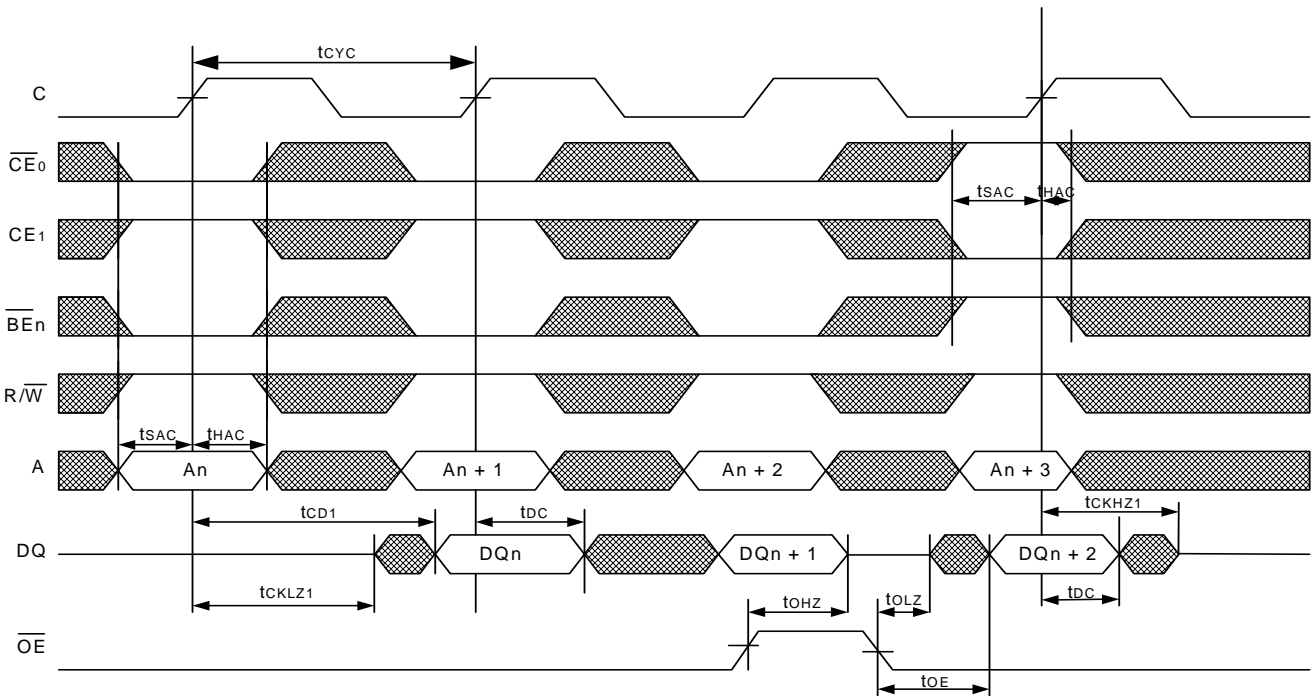 tCYC
C
CE0
tSAC tHAC
CE1
BEn
R/W
tSAC tHAC
A An An + 1 An + 2 An + 3
tCD1 tDC tCKHZ1
DQ DQn DQn + 1 DQn + 2
tCKLZ1 tOHZ tOLZ tDC
OE
tOE